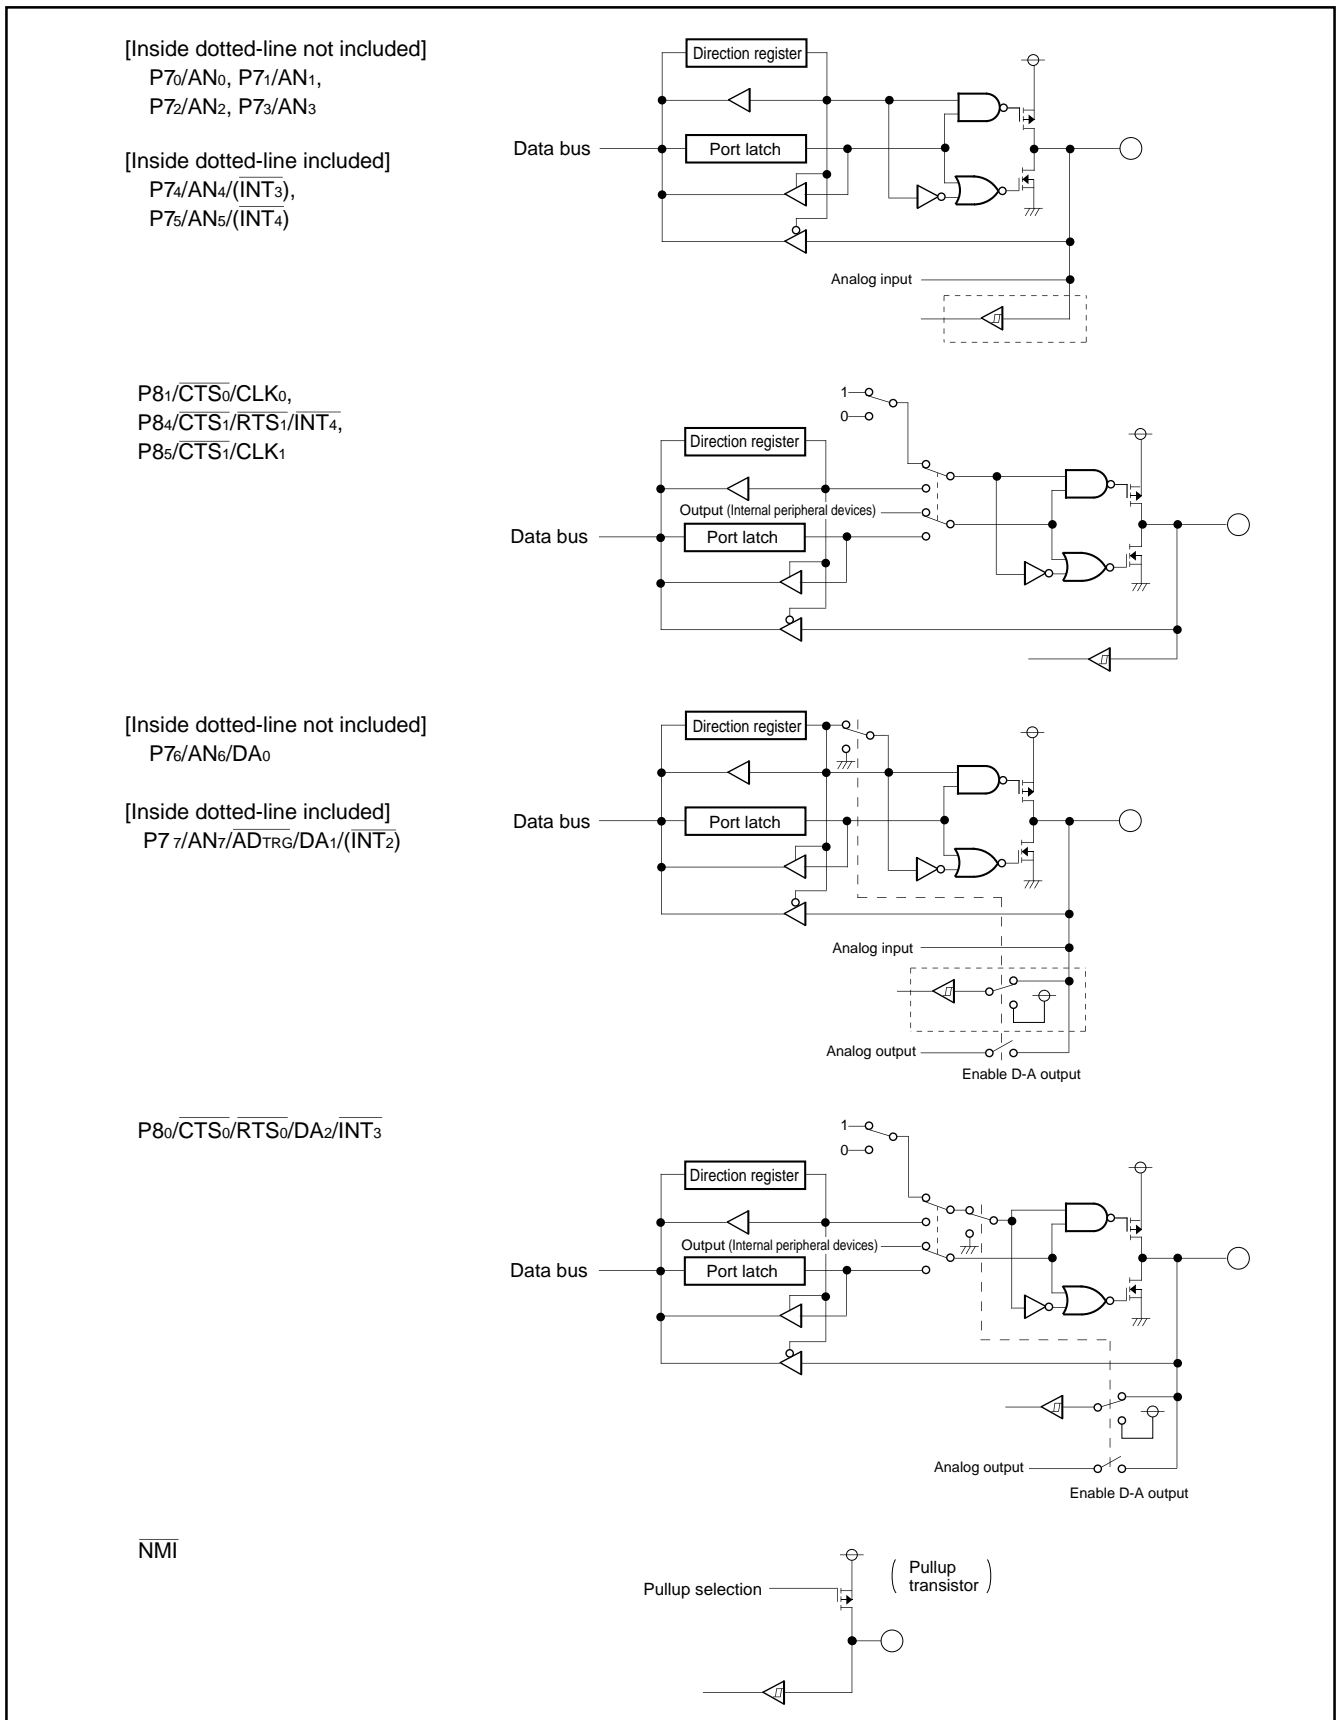 [Inside dotted-line not included]
P70/AN0, P71/AN1,
P72/AN2, P73/AN3
[Inside dotted-line included]
P74/AN4/(INT3),
P75/AN5/(INT4)
Direction register
Data bus
Port latch
Analog input
P81/CTS0/CLK0,
P84/CTS1/RTS1/INT4,
P85/CTS1/CLK1
1
0
Direction register
Output (Internal peripheral devices)
Data bus
Port latch
[Inside dotted-line not included]
P76/AN6/DA0
[Inside dotted-line included]
P7 7/AN7/ADTRG/DA1/(INT2)
Direction register
Data bus
Port latch
Analog input
Analog output
Enable D-A output
P80/CTS0/RTS0/DA2/INT3
1
0
Direction register
Output (Internal peripheral devices)
Data bus
Port latch
Analog output
Enable D-A output
NMI
Pullup selection
( Pullup
transistor )